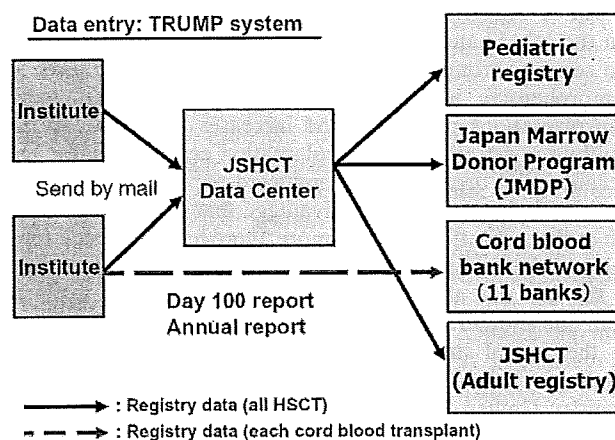 Data entry: TRUMP system
Institute
Send by mail
Institute
JSHCT
Data Center
Pediatric
registry
Japan Marrow
Donor Program
(JMDP)
Cord blood
bank network
(11 banks)
JSHCT
(Adult registry)
Day 100 report
Annual report
: Registry data (all HSCT)
: Registry data (each cord blood transplant)